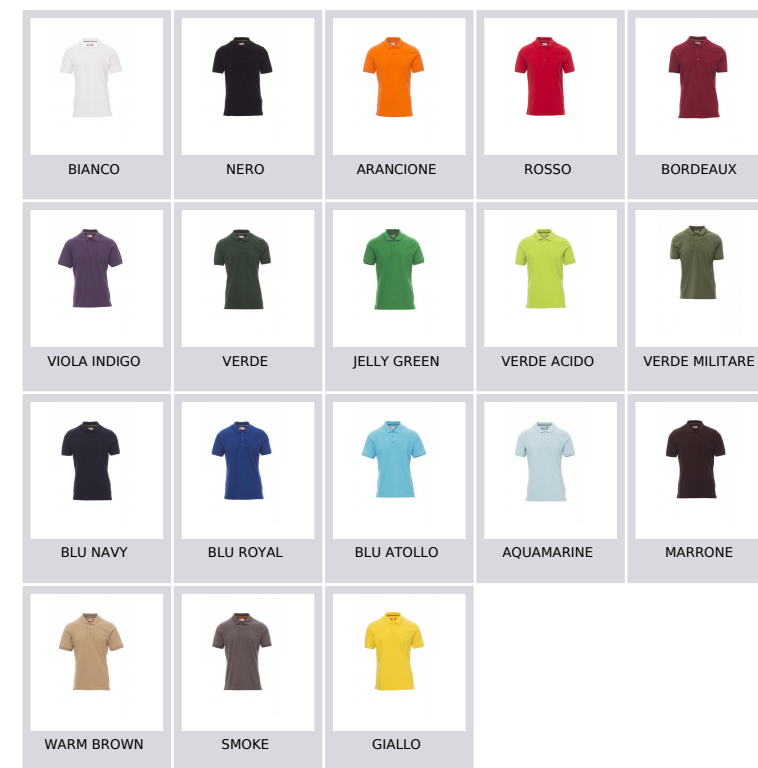 BIANCO
NERO
ARANCIONE
ROSSO
BORDEAUX
VIOLA INDIGO
VERDE
JELLY GREEN
VERDE ACIDO
VERDE MILITARE
BLU NAVY
BLU ROYAL
BLU ATOLLO
AQUAMARINE
MARRONE
WARM BROWN
SMOKE
GIALLO